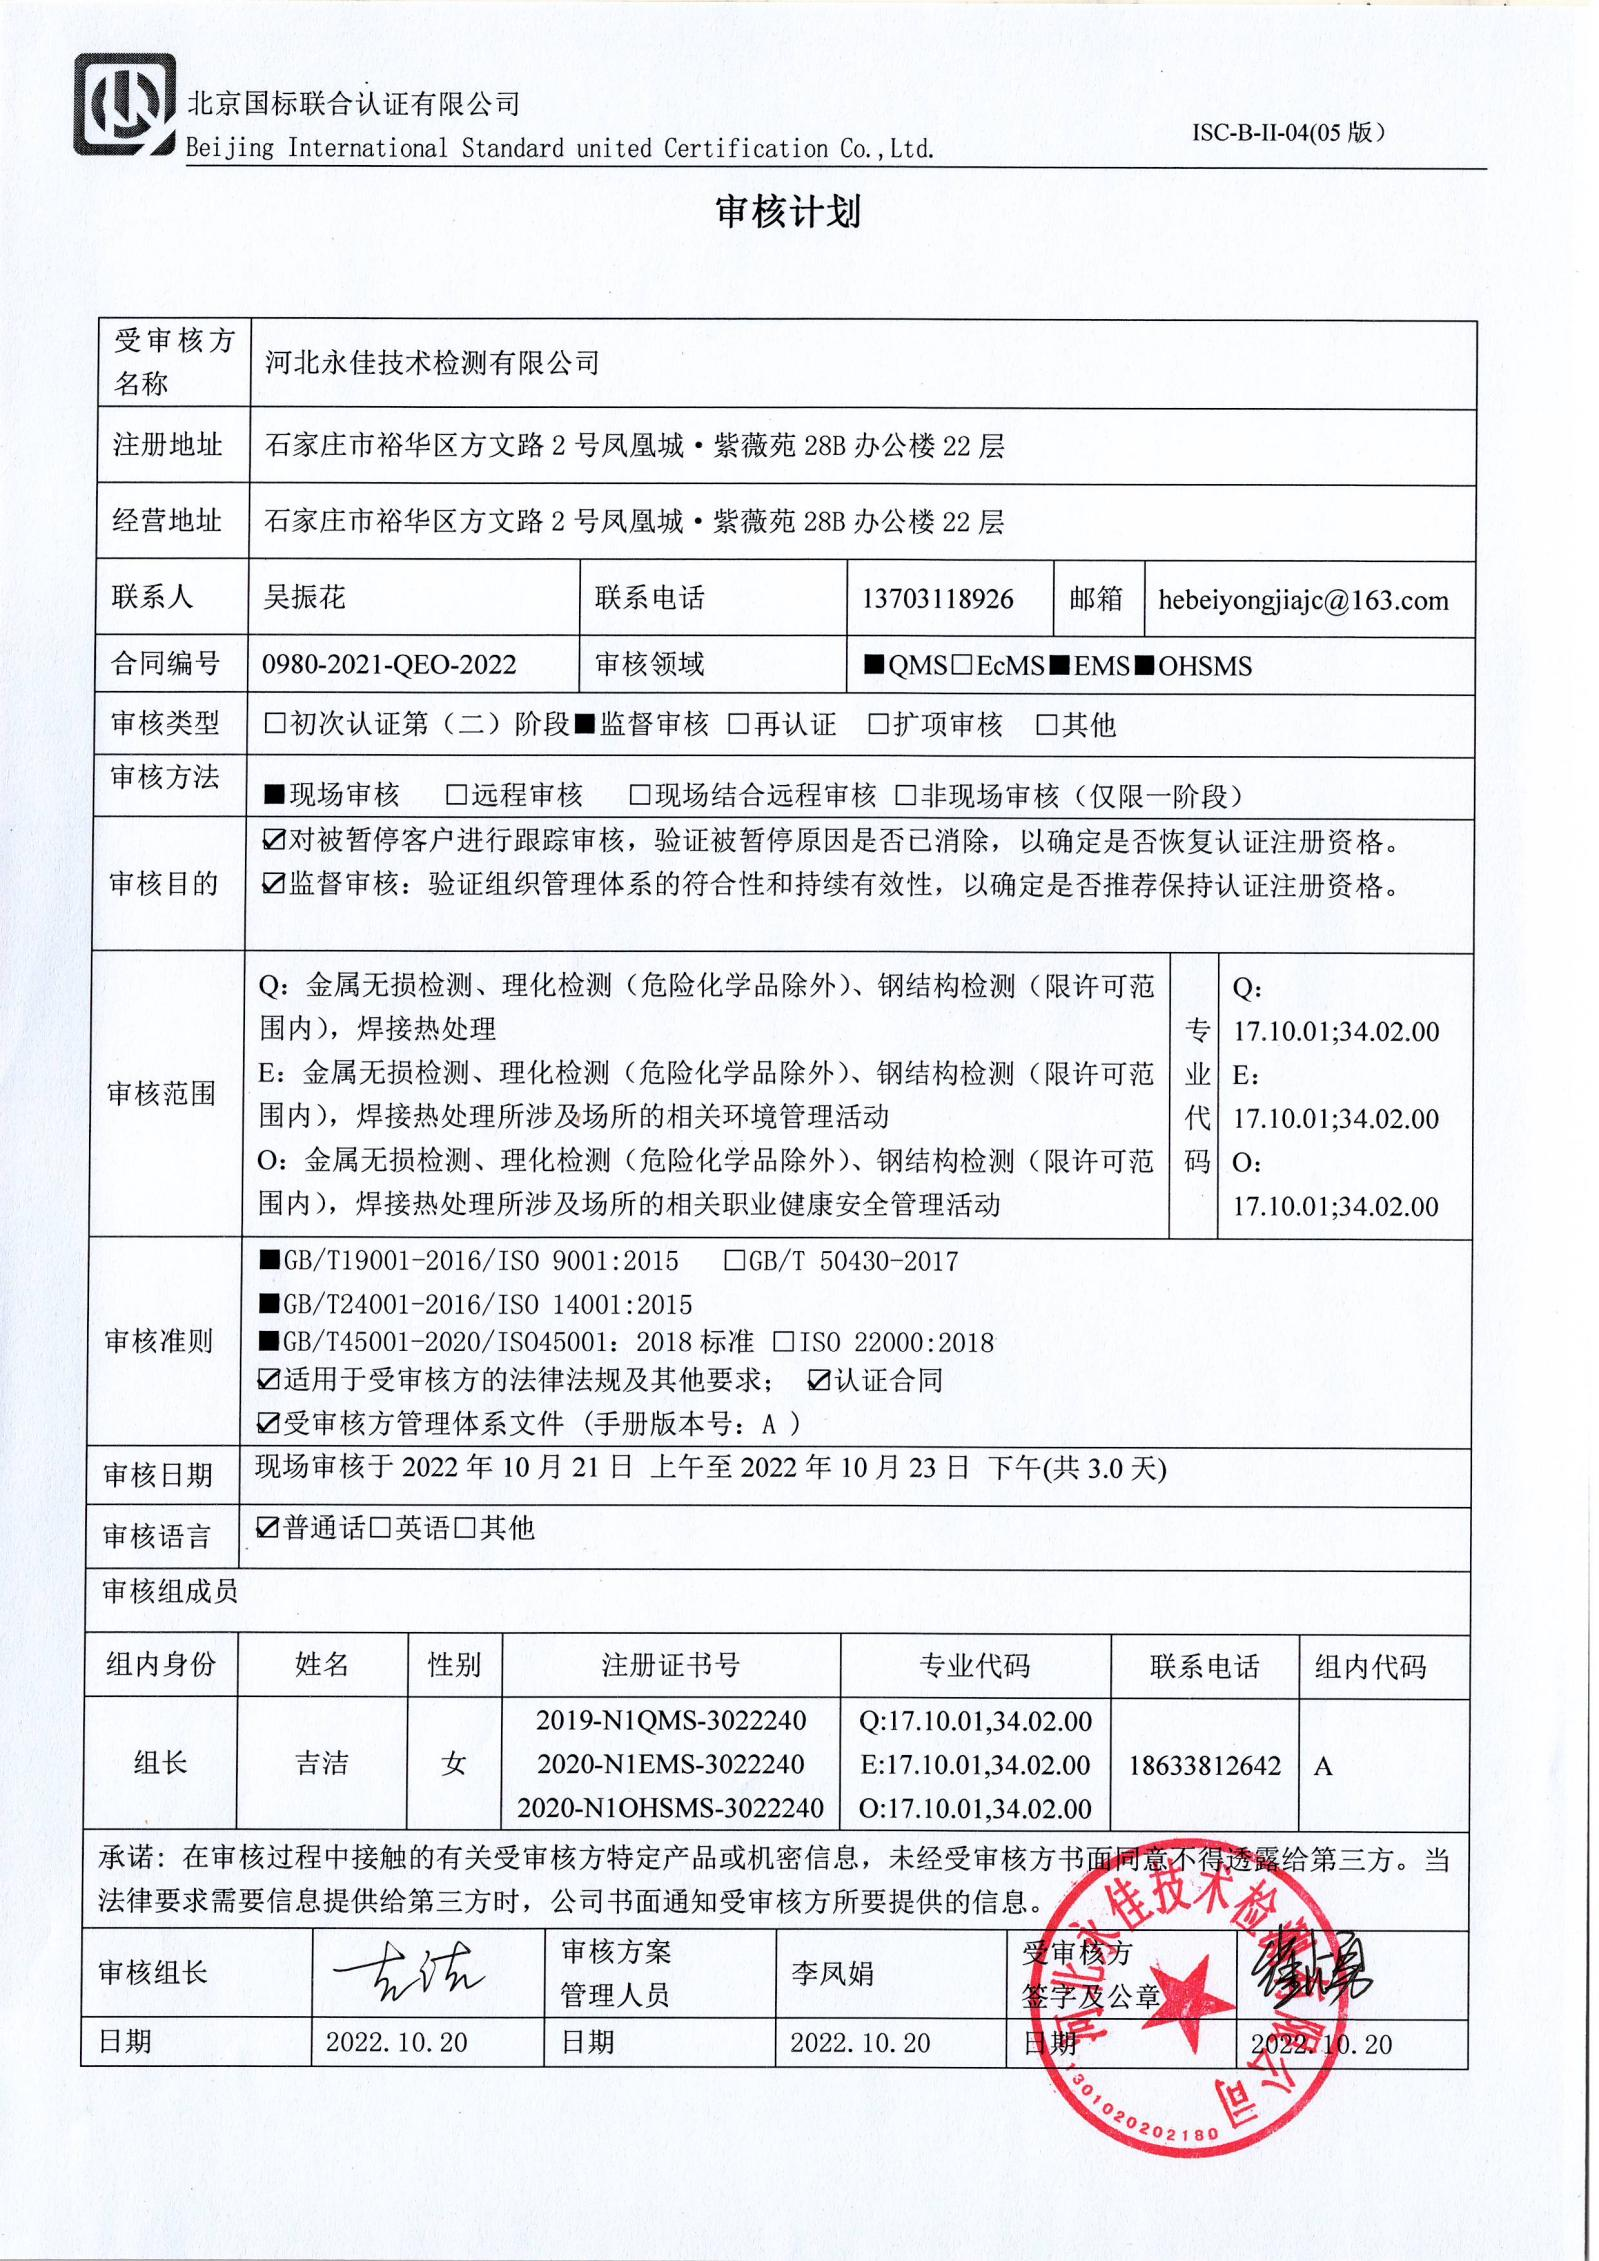 北京国标联合认证有限公司
Beijing International Standard united Certification Co.,Ltd.
ISC-B-II-04(05 版)
审核计划
受审核方名称 河北永佳技术检测有限公司
注册地址 石家庄市裕华区方文路 2 号凤凰城·紫薇苑 28B 办公楼 22 层
经营地址 石家庄市裕华区方文路 2 号凤凰城·紫薇苑 28B 办公楼 22 层
联系人 吴振花 联系电话 13703118926 邮箱 hebeiyongjiajc@163.com
合同编号 0980-2021-QEO-2022 审核领域 ■QMS□EcMS■EMS■OHSMS
审核类型 □初次认证第（二）阶段■监督审核 □再认证 □扩项审核 □其他
审核方法 ■现场审核 □远程审核 □现场结合远程审核 □非现场审核（仅限一阶段）
审核目的
☑对被暂停客户进行跟踪审核，验证被暂停原因是否已消除，以确定是否恢复认证注册资格。
☑监督审核：验证组织管理体系的符合性和持续有效性，以确定是否推荐保持认证注册资格。
审核范围
Q：金属无损检测、理化检测（危险化学品除外）、钢结构检测（限许可范
围内），焊接热处理
E：金属无损检测、理化检测（危险化学品除外）、钢结构检测（限许可范
围内），焊接热处理所涉及场所的相关环境管理活动
O：金属无损检测、理化检测（危险化学品除外）、钢结构检测（限许可范
围内），焊接热处理所涉及场所的相关职业健康安全管理活动
专业代码
Q：
17.10.01;34.02.00
E：
17.10.01;34.02.00
O：
17.10.01;34.02.00
审核准则
■GB/T19001-2016/ISO 9001:2015 □GB/T 50430-2017
■GB/T24001-2016/ISO 14001:2015
■GB/T45001-2020/ISO45001：2018 标准 □ISO 22000:2018
☑适用于受审核方的法律法规及其他要求； ☑认证合同
☑受审核方管理体系文件 (手册版本号：A )
审核日期 现场审核于 2022 年 10 月 21 日 上午至 2022 年 10 月 23 日 下午(共 3.0 天)
审核语言 ☑普通话□英语□其他
审核组成员
组内身份 姓名 性别 注册证书号 专业代码 联系电话 组内代码
组长 吉洁 女
2019-N1QMS-3022240
2020-N1EMS-3022240
2020-N1OHSMS-3022240
Q:17.10.01,34.02.00
E:17.10.01,34.02.00
O:17.10.01,34.02.00
18633812642 A
承诺：在审核过程中接触的有关受审核方特定产品或机密信息，未经受审核方书面同意不得透露给第三方。当
法律要求需要信息提供给第三方时，公司书面通知受审核方所要提供的信息。
审核组长 吉洁 审核方案管理人员 李凤娟 受审核方签字及公章
日期 2022.10.20 日期 2022.10.20 日期 2022.10.20
河北永佳技术检测有限公司
1301020202180